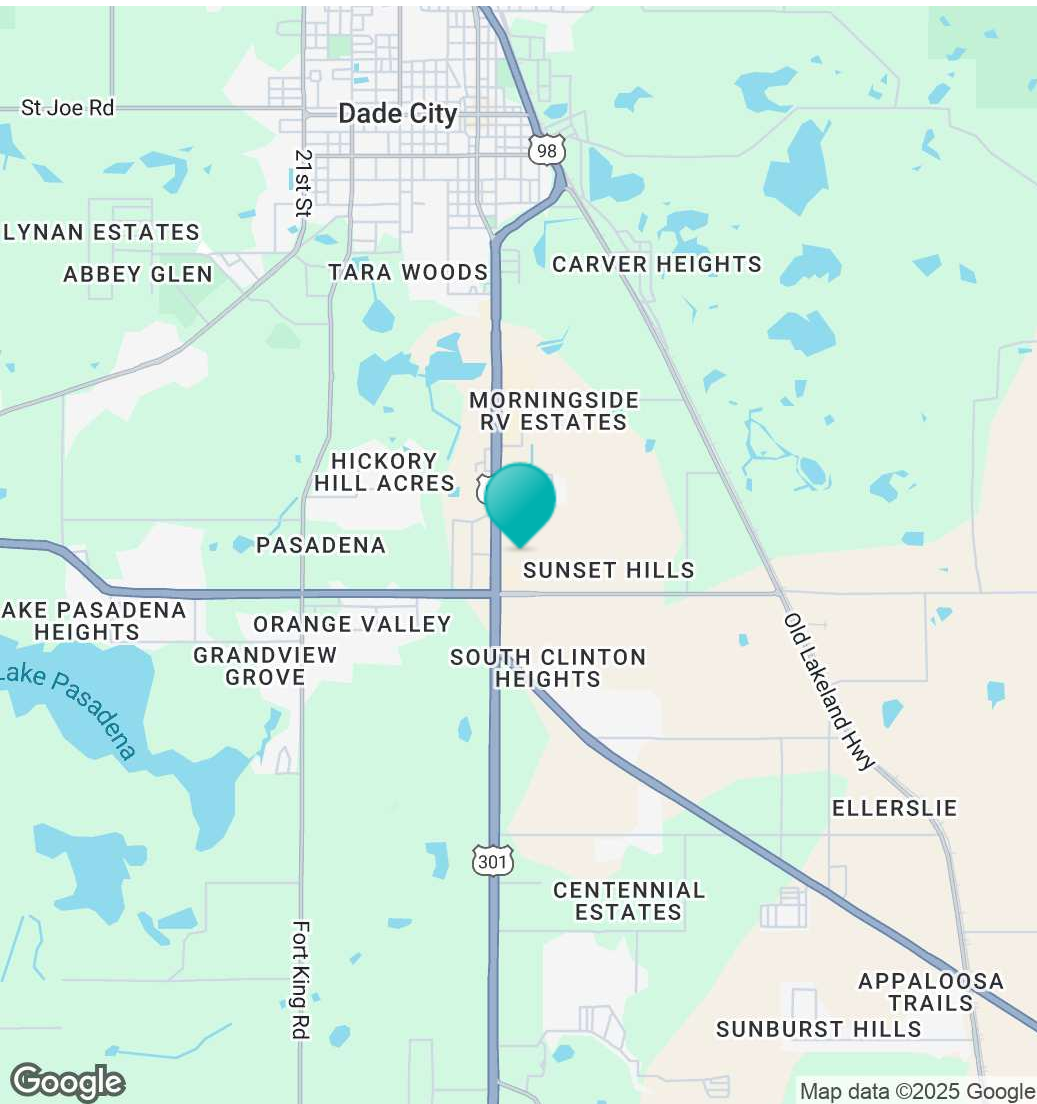 St Joe Rd
Dade City
98
21st St
LYNAN ESTATES
ABBEY GLEN
TARA WOODS
CARVER HEIGHTS
MORNINGSIDE
RV ESTATES
HICKORY
HILL ACRES
PASADENA
SUNSET HILLS
AKE PASADENA
HEIGHTS
ORANGE VALLEY
GRANDVIEW
GROVE
SOUTH CLINTON
HEIGHTS
Old Lakeland Hwy
Lake Pasadena
ELLERSLIE
301
CENTENNIAL
ESTATES
Fort King Rd
APPALOOSA
TRAILS
SUNBURST HILLS
Google
Map data ©2025 Google